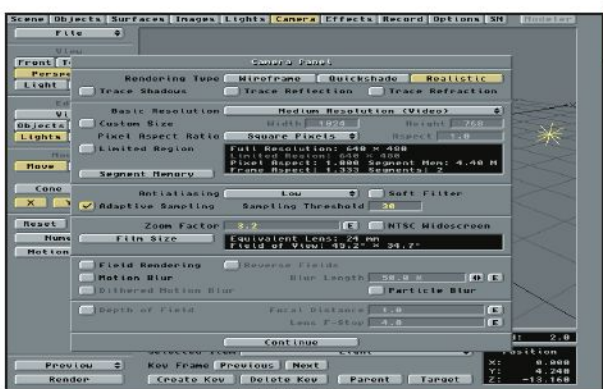 Scene Objects Surfaces Images Lights Camera Effects Record Options SN Modeler
File
View
Front
Light
Objects
Lights
Move
Cone
X
Reset
Motion
Camera Panel
Rendering Type Wireframe Quickshade Realistic
Trace Shadows Trace Reflection Trace Refraction
Basic Resolution Medium Resolution (Video)
Custom Size Width 1024 Height 768
Pixel Aspect Ratio Square Pixels Aspect 1.0
Limited Region
Segment Memory
Full Resolution: 640 x 480
Limited Region: 640 x 480
Pixel Aspect: 1.000 Segment Mem: 4.40 M
Frame Aspect: 1.333 Segments: 2
Antialiasing Low Soft Filter
Adaptive Sampling Sampling Threshold 30
Zoom Factor 3.2 E NTSC Widescreen
Film Size
Equivalent Lens: 24 mm
Field of View: 45.2° x 34.7°
Field Rendering Reverse Fields
Motion Blur Blur Length 50.0 % E
Dithered Motion Blur Particle Blur
Depth of Field Focal Distance 1.0 E
Lens F-Stop 4.0 E
Continue
2.0
Selected Item Light Position
Preview Key Frame Previous Next
Render Create Key Delete Key Parent Target
X: 0.000
Y: 4.240
Z: -13.160